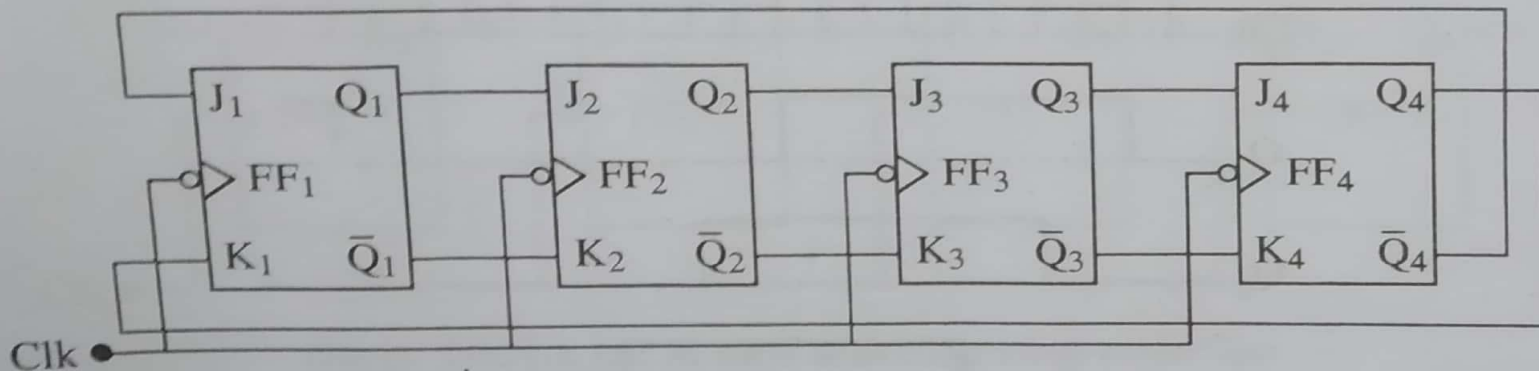 J₁ Q₁ J₂ Q₂ J₃ Q₃ J₄ Q₄
FF₁ FF₂ FF₃ FF₄
K₁ Q̅₁ K₂ Q̅₂ K₃ Q̅₃ K₄ Q̅₄
Clk